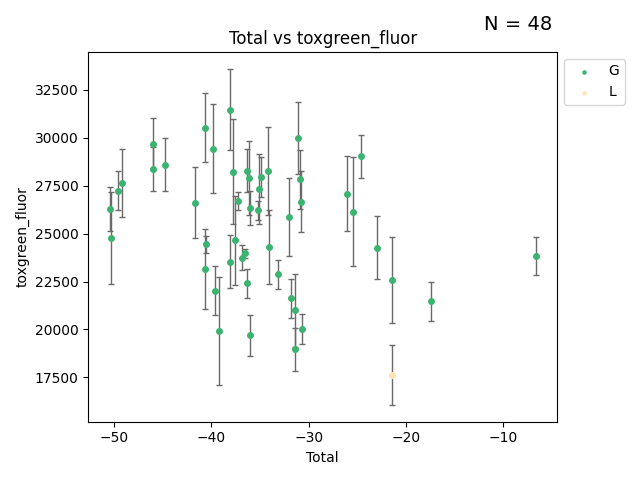 N = 48
Total vs toxgreen_fluor
G
L
toxgreen_fluor
32500
30000
27500
25000
22500
20000
17500
−50
−40
−30
−20
−10
Total